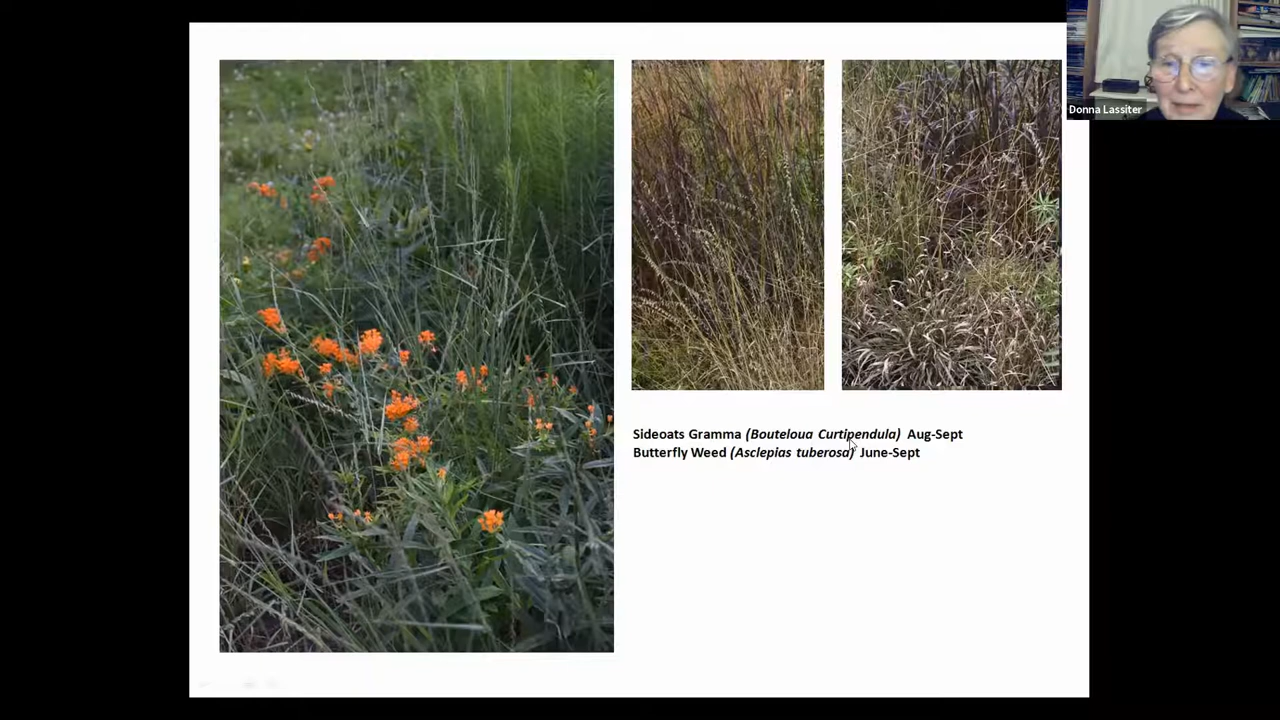 Donna Lassiter
Sideoats Gramma (Bouteloua Curtipendula) Aug-Sept
Butterfly Weed (Asclepias tuberosa) June-Sept